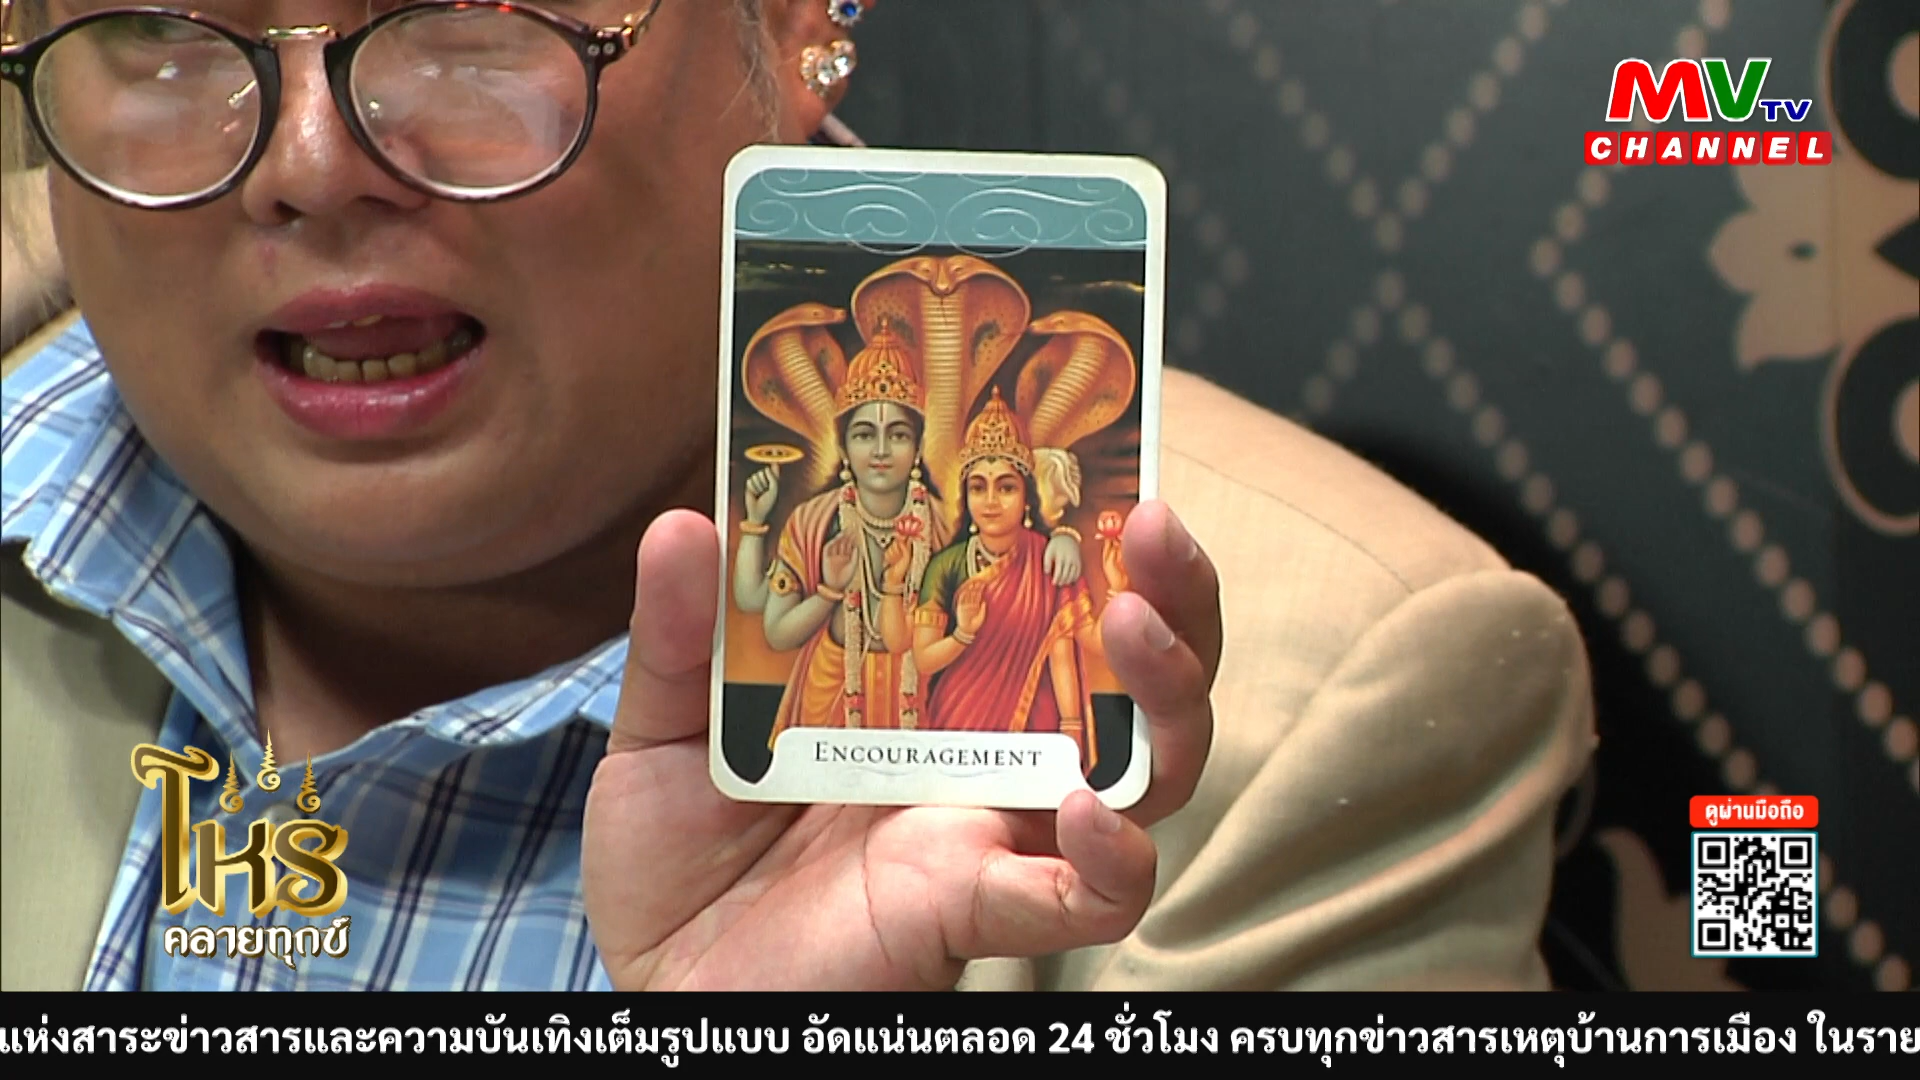 MVTV
CHANNEL
ENCOURAGEMENT
โหร
คลายทุกข์
ดูผ่านมือถือ
แห่งสาระข่าวสารและความบันเทิงเต็มรูปแบบ อัดแน่นตลอด 24 ชั่วโมง ครบทุกข่าวสารเหตุบ้านการเมือง ในราย